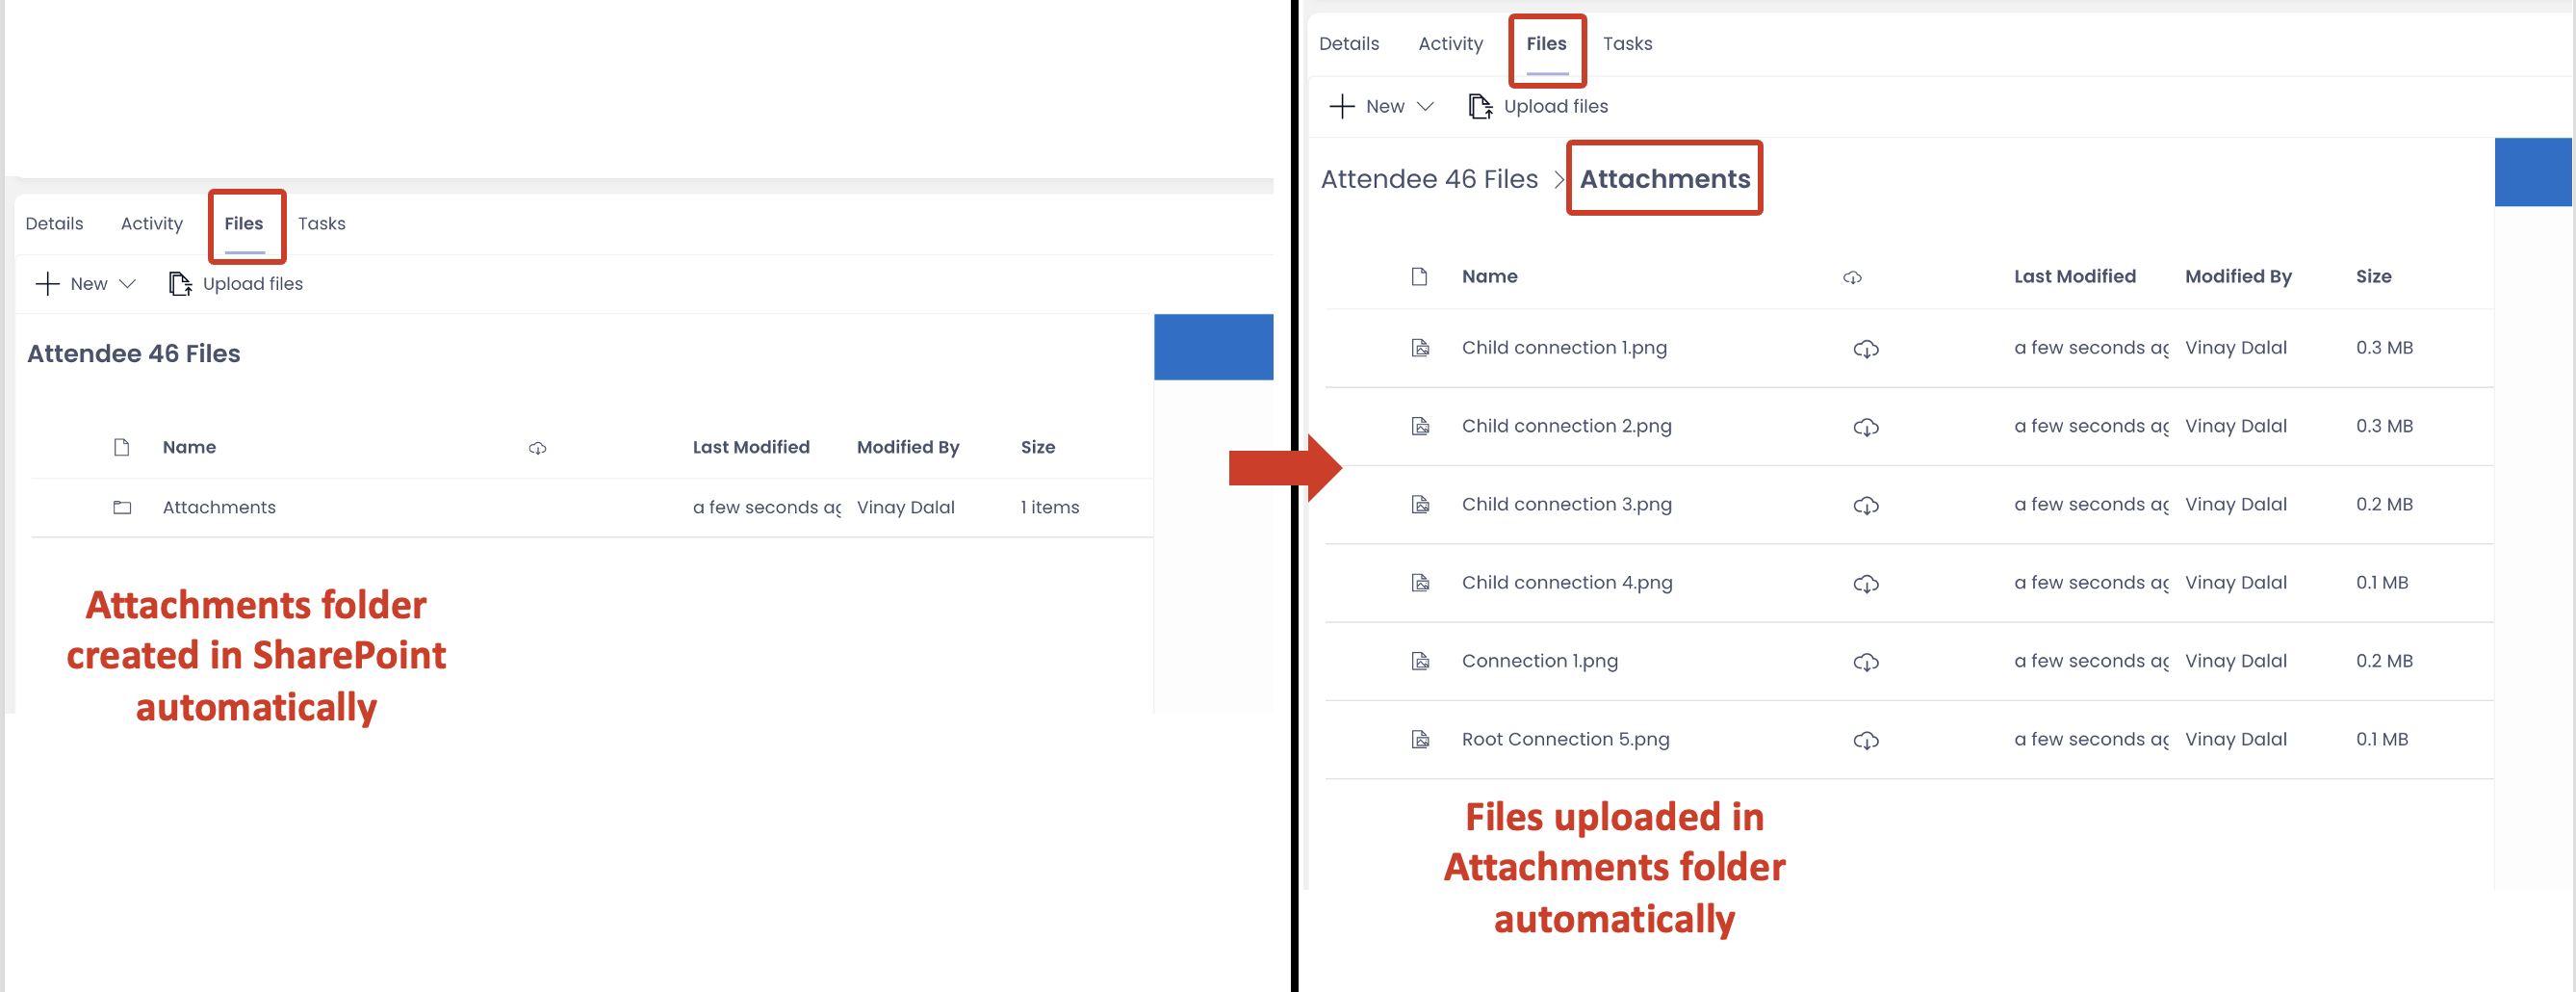 Details Activity Files Tasks
New Upload files
Attendee 46 Files
Name Last Modified Modified By Size
Attachments a few seconds ag Vinay Dalal 1 items
Attachments folder
created in SharePoint
automatically
Details Activity Files Tasks
New Upload files
Attendee 46 Files > Attachments
Name Last Modified Modified By Size
Child connection 1.png a few seconds ag Vinay Dalal 0.3 MB
Child connection 2.png a few seconds ag Vinay Dalal 0.3 MB
Child connection 3.png a few seconds ag Vinay Dalal 0.2 MB
Child connection 4.png a few seconds ag Vinay Dalal 0.1 MB
Connection 1.png a few seconds ag Vinay Dalal 0.2 MB
Root Connection 5.png a few seconds ag Vinay Dalal 0.1 MB
Files uploaded in
Attachments folder
automatically